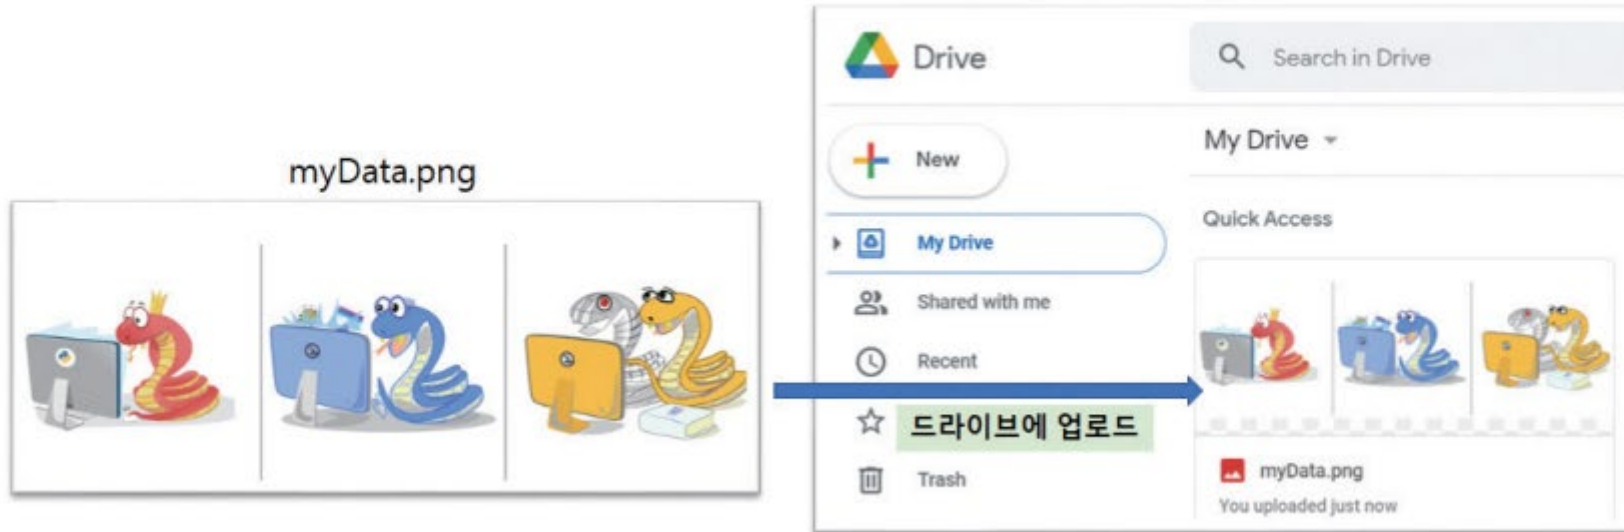 myData.png
Drive
Search in Drive
New
My Drive
Quick Access
My Drive
Shared with me
Recent
드라이브에 업로드
Trash
myData.png
You uploaded just now